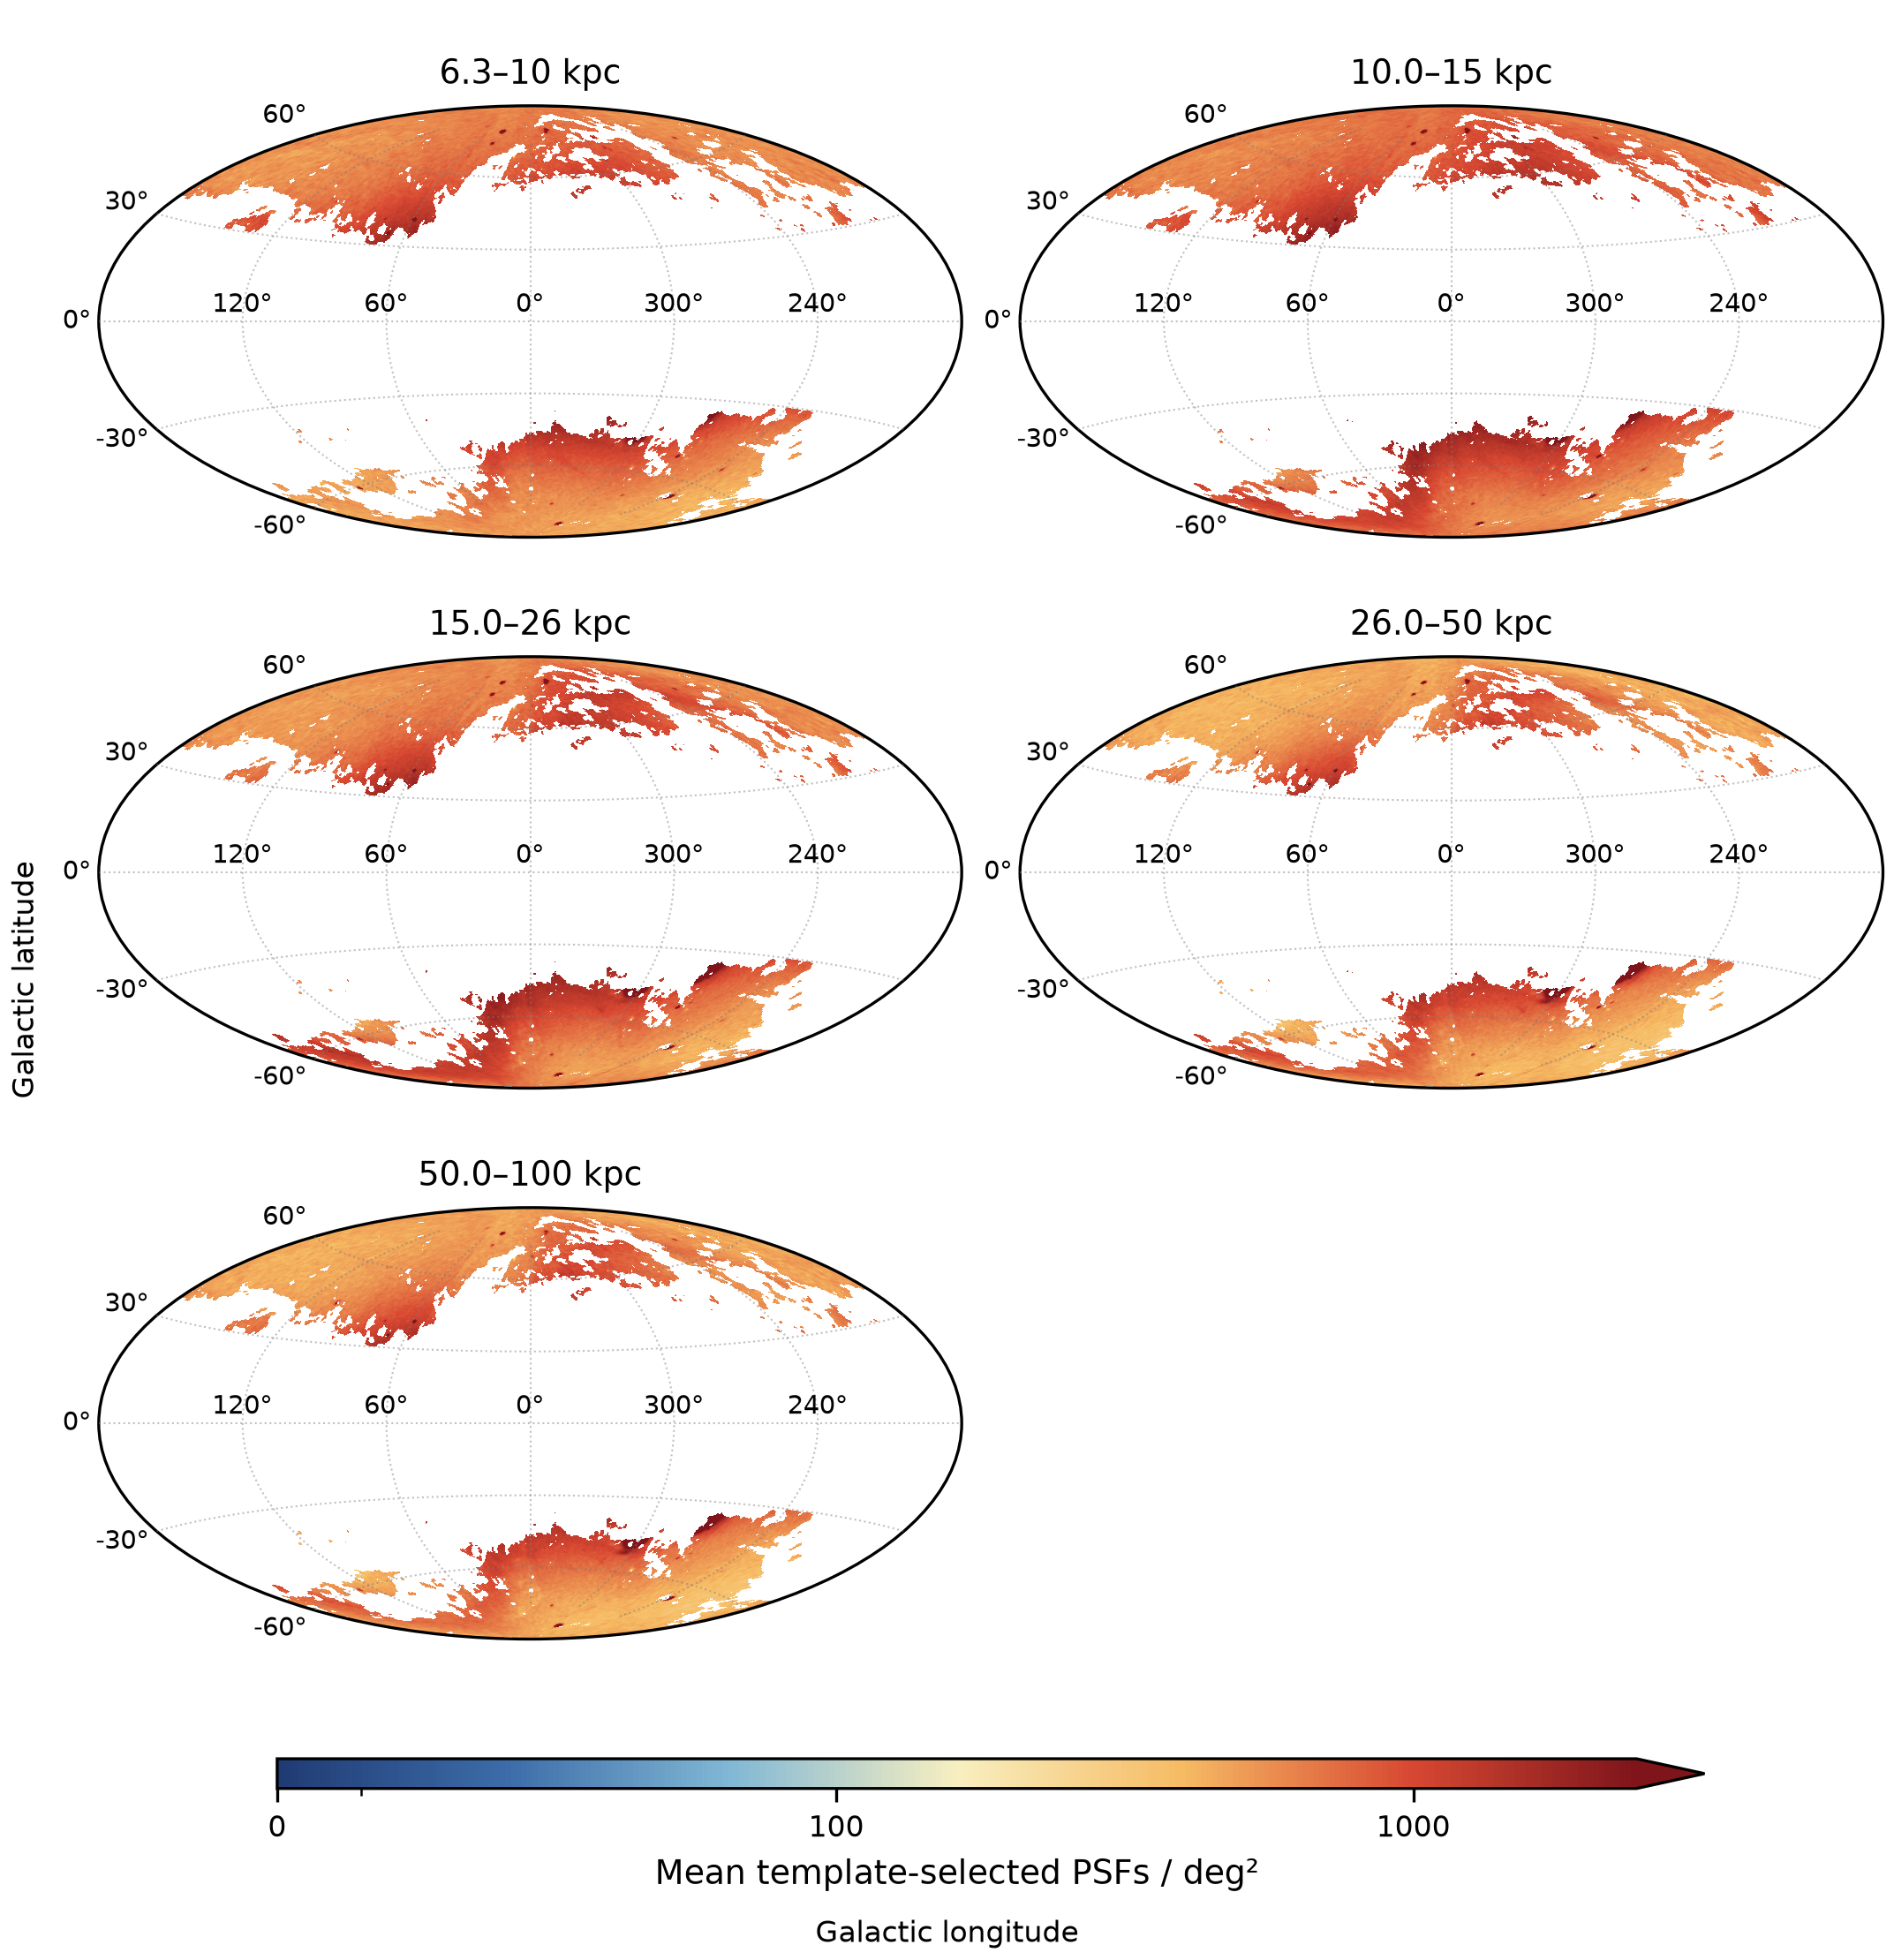 6.3–10 kpc
10.0–15 kpc
60°
60°
30°
30°
120° 60° 0° 300° 240°
120° 60° 0° 300° 240°
0°
0°
-30°
-30°
-60°
-60°
15.0–26 kpc
26.0–50 kpc
60°
60°
30°
30°
120° 60° 0° 300° 240°
120° 60° 0° 300° 240°
0°
0°
Galactic latitude
-30°
-30°
-60°
-60°
50.0–100 kpc
60°
30°
120° 60° 0° 300° 240°
0°
-30°
-60°
0 100 1000
Mean template-selected PSFs / deg²
Galactic longitude